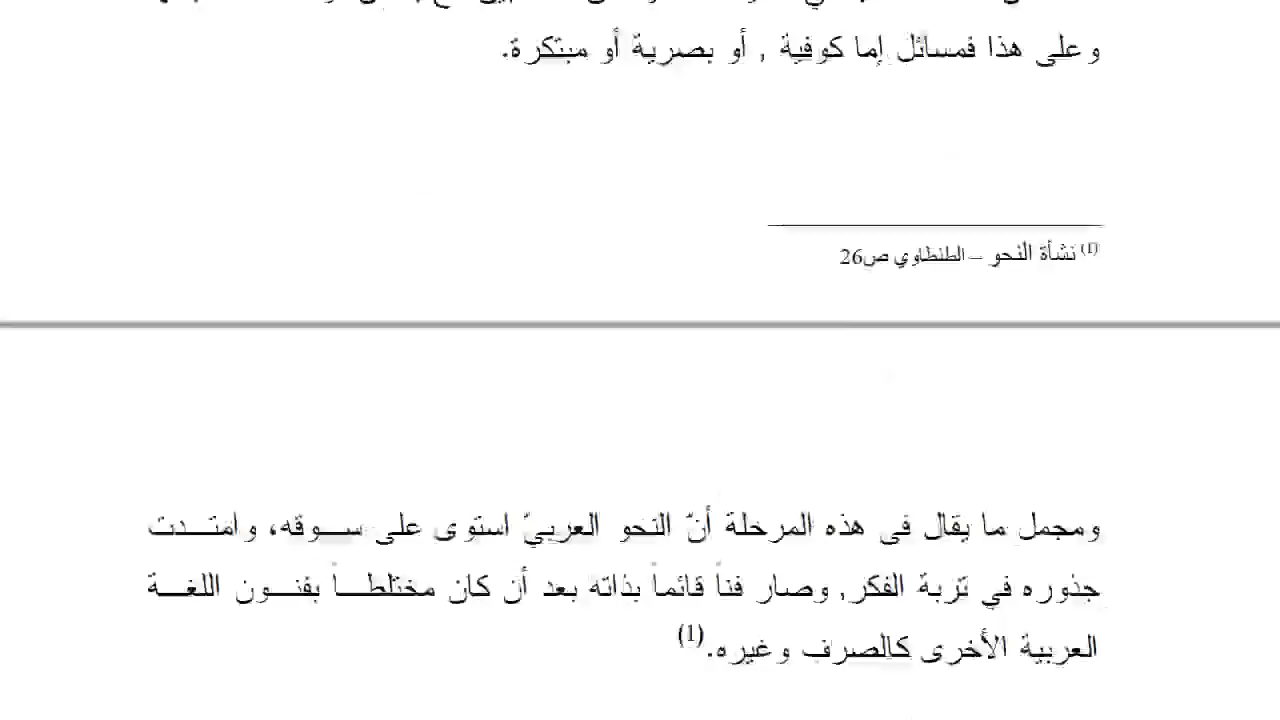 وعلى هذا فمسائل إما كوفية , أو بصرية أو مبتكرة.
(1) نشأة النحو – الطنطاوي ص26
ومجمل ما يقال فى هذه المرحلة أنّ النحو العربيّ استوى على سوقه، وامتدت
جذوره في تربة الفكر, وصار فناً قائماً بذاته بعد أن كان مختلطاً بفنون اللغة
العربية الأخرى كالصرف وغيره.(1)